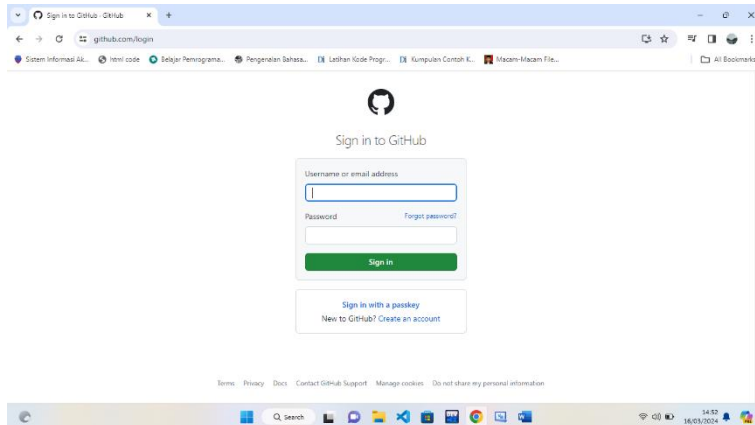 Sign in to GitHub · GitHub
github.com/login
Sistem Informasi Ak... html code Belajar Pemrograma... Pengenalan Bahasa... Latihan Kode Progr... Kumpulan Contoh K... Macam-Macam File... All Bookmarks
Sign in to GitHub
Username or email address
Password Forgot password?
Sign in
Sign in with a passkey
New to GitHub? Create an account
Terms Privacy Docs Contact GitHub Support Manage cookies Do not share my personal information
Search 14:52
16/03/2024